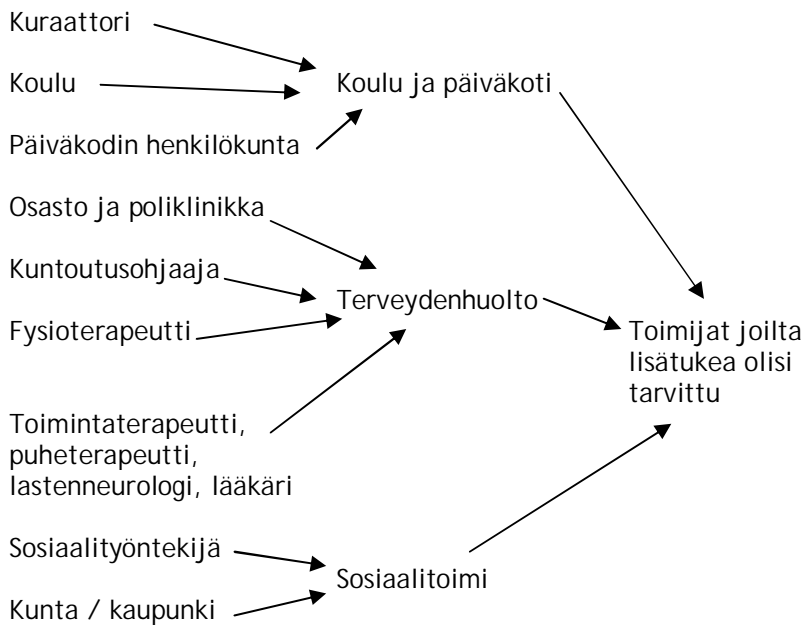 Kuraattori
Koulu
Päiväkodin henkilökunta
Osasto ja poliklinikka
Kuntoutusohjaaja
Fysioterapeutti
Toimintaterapeutti,
puheterapeutti,
lastenneurologi, lääkäri
Sosiaalityöntekijä
Kunta / kaupunki
Koulu ja päiväkoti
Terveydenhuolto
Sosiaalitoimi
Toimijat joilta
lisätukea olisi
tarvittu